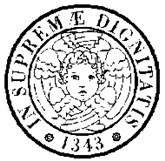 IN SUPREMÆ DIGNITATIS
* 1343 *